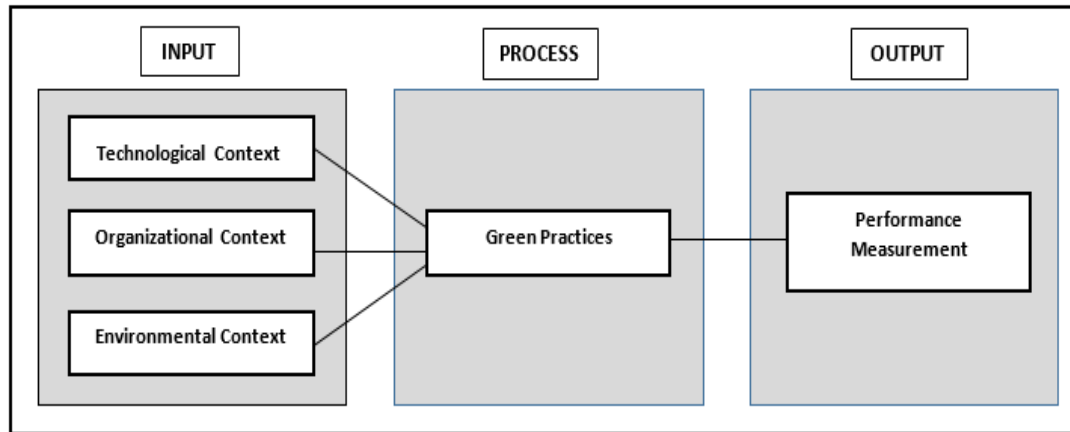 INPUT
PROCESS
OUTPUT
Technological Context
Organizational Context
Environmental Context
Green Practices
Performance
Measurement